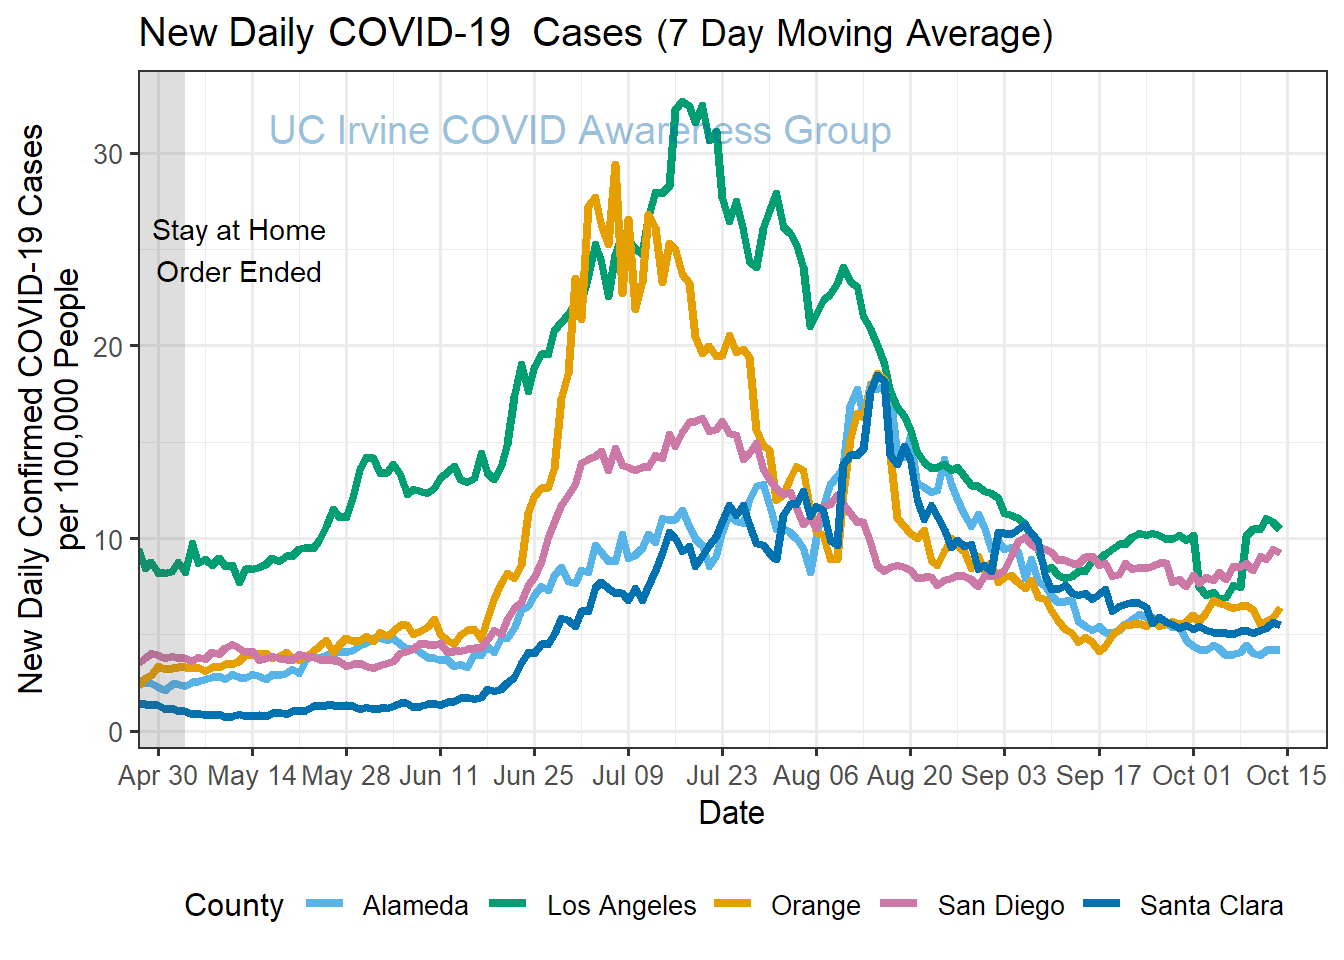 New Daily COVID-19 Cases (7 Day Moving Average)
UC Irvine COVID Awareness Group
Stay at Home
Order Ended
New Daily Confirmed COVID-19 Cases
per 100,000 People
30
20
10
0
Apr 30 May 14 May 28 Jun 11 Jun 25 Jul 09 Jul 23 Aug 06 Aug 20 Sep 03 Sep 17 Oct 01 Oct 15
Date
County Alameda Los Angeles Orange San Diego Santa Clara